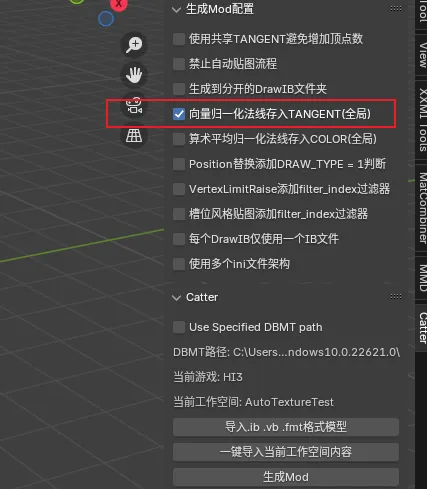 X
生成Mod配置
使用共享TANGENT避免增加顶点数
禁止自动贴图流程
生成到分开的DrawIB文件夹
向量归一化法线存入TANGENT(全局)
算术平均归一化法线存入COLOR(全局)
Position替换添加DRAW_TYPE = 1判断
VertexLimitRaise添加filter_index过滤器
槽位风格贴图添加filter_index过滤器
每个DrawIB仅使用一个IB文件
使用多个ini文件架构
Catter
Use Specified DBMT path
DBMT路径: C:\Users...ndows10.0.22621.0\
当前游戏: HI3
当前工作空间: AutoTextureTest
导入.ib .vb .fmt格式模型
一键导入当前工作空间内容
生成Mod
Tool
View
XXMI Tools
MatCombiner
MMD
Catter